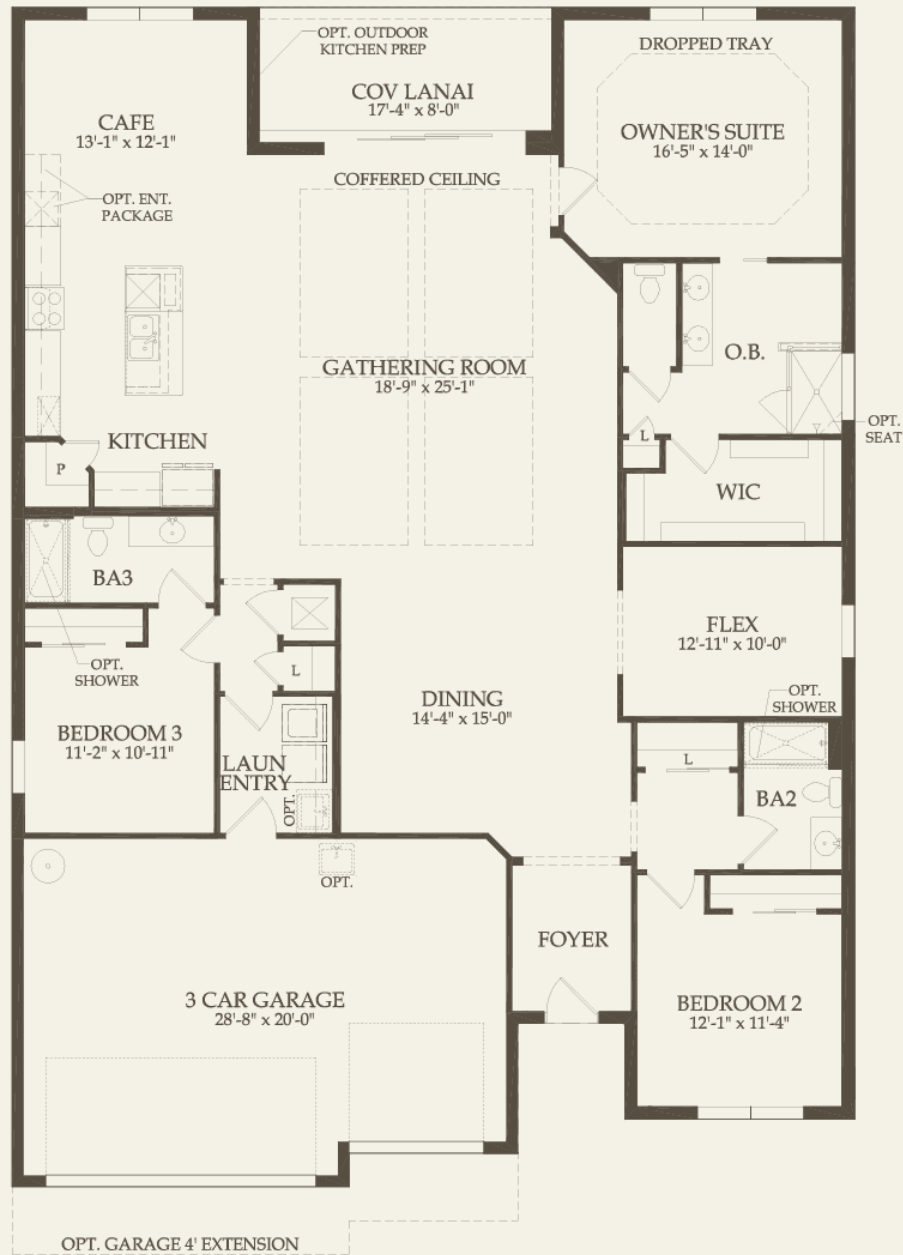 OPT. OUTDOOR
KITCHEN PREP
COV LANAI
17'-4" x 8'-0"
DROPPED TRAY
OWNER'S SUITE
16'-5" x 14'-0"
CAFE
13'-1" x 12'-1"
OPT. ENT.
PACKAGE
COFFERED CEILING
GATHERING ROOM
18'-9" x 25'-1"
O.B.
OPT.
SEAT
KITCHEN
P
L
WIC
BA3
OPT.
SHOWER
FLEX
12'-11" x 10'-0"
L
OPT.
SHOWER
BEDROOM 3
11'-2" x 10'-11"
DINING
14'-4" x 15'-0"
LAUN
ENTRY
OPT.
L
BA2
OPT.
FOYER
3 CAR GARAGE
28'-8" x 20'-0"
BEDROOM 2
12'-1" x 11'-4"
OPT. GARAGE 4' EXTENSION